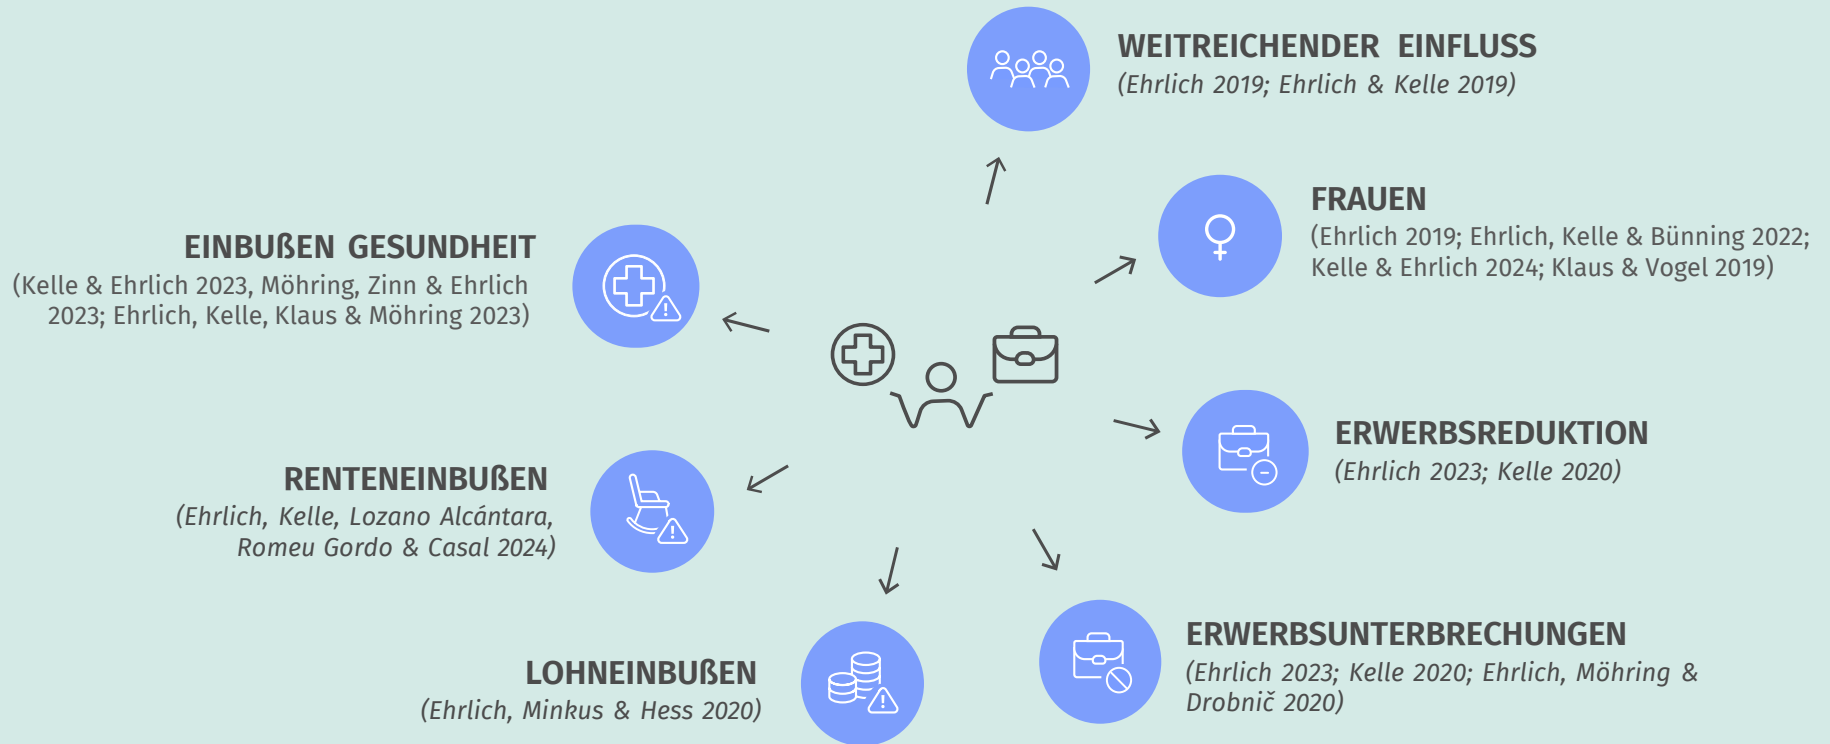 WEITREICHENDER EINFLUSS
(Ehrlich 2019; Ehrlich & Kelle 2019)
FRAUEN
(Ehrlich 2019; Ehrlich, Kelle & Bünning 2022;
Kelle & Ehrlich 2024; Klaus & Vogel 2019)
EINBUßEN GESUNDHEIT
(Kelle & Ehrlich 2023, Möhring, Zinn & Ehrlich
2023; Ehrlich, Kelle, Klaus & Möhring 2023)
ERWERBSREDUKTION
(Ehrlich 2023; Kelle 2020)
RENTENEINBUßEN
(Ehrlich, Kelle, Lozano Alcántara,
Romeu Gordo & Casal 2024)
ERWERBSUNTERBRECHUNGEN
(Ehrlich 2023; Kelle 2020; Ehrlich, Möhring &
Drobnič 2020)
LOHNEINBUßEN
(Ehrlich, Minkus & Hess 2020)